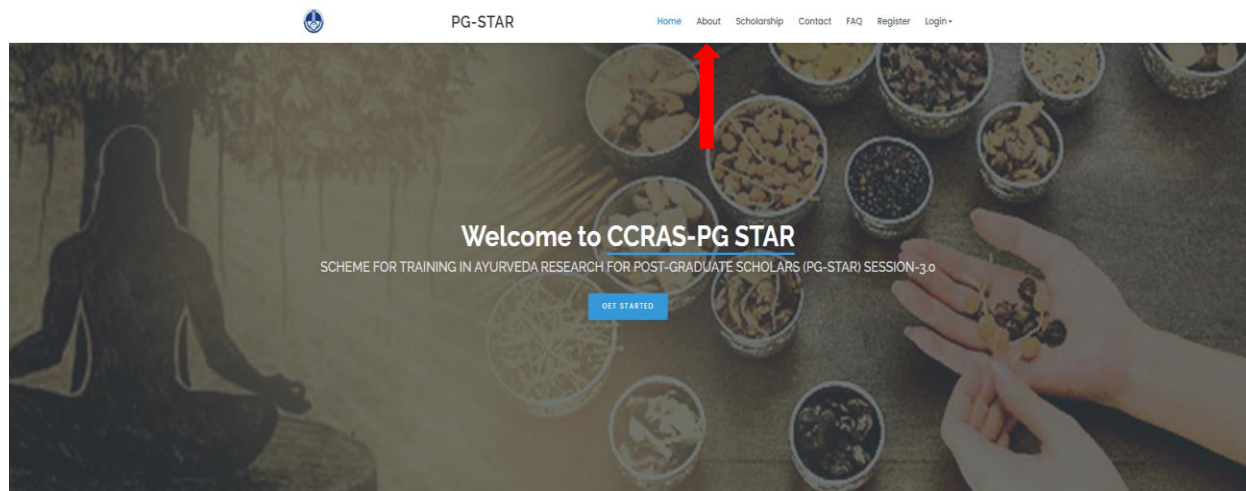 PG-STAR
Home About Scholarship Contact FAQ Register Login
Welcome to CCRAS-PG STAR
SCHEME FOR TRAINING IN AYURVEDA RESEARCH FOR POST-GRADUATE SCHOLARS (PG-STAR) SESSION-3.0
GET STARTED